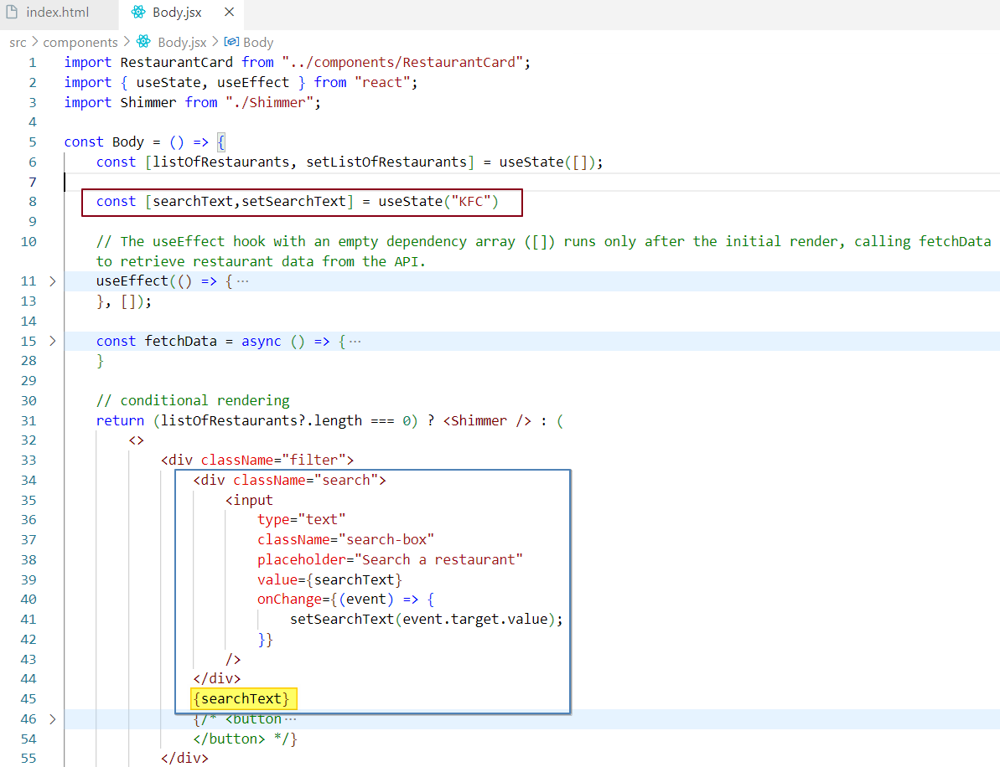 index.html Body.jsx ×
src > components > Body.jsx > Body
1 import RestaurantCard from "../components/RestaurantCard";
2 import { useState, useEffect } from "react";
3 import Shimmer from "./Shimmer";
4
5 const Body = () => {
6 const [listOfRestaurants, setListOfRestaurants] = useState([]);
7
8 const [searchText,setSearchText] = useState("KFC")
9
10 // The useEffect hook with an empty dependency array ([]) runs only after the initial render, calling fetchData
to retrieve restaurant data from the API.
11 > useEffect(() => { ···
13 }, []);
14
15 > const fetchData = async () => { ···
28 }
29
30 // conditional rendering
31 return (listOfRestaurants?.length === 0) ? <Shimmer /> : (
32 <>
33 <div className="filter">
34 <div className="search">
35 <input
36 type="text"
37 className="search-box"
38 placeholder="Search a restaurant"
39 value={searchText}
40 onChange={(event) => {
41 setSearchText(event.target.value);
42 }}
43 />
44 </div>
45 {searchText}
46 > {/* <button ···
54 </button> */}
55 </div>